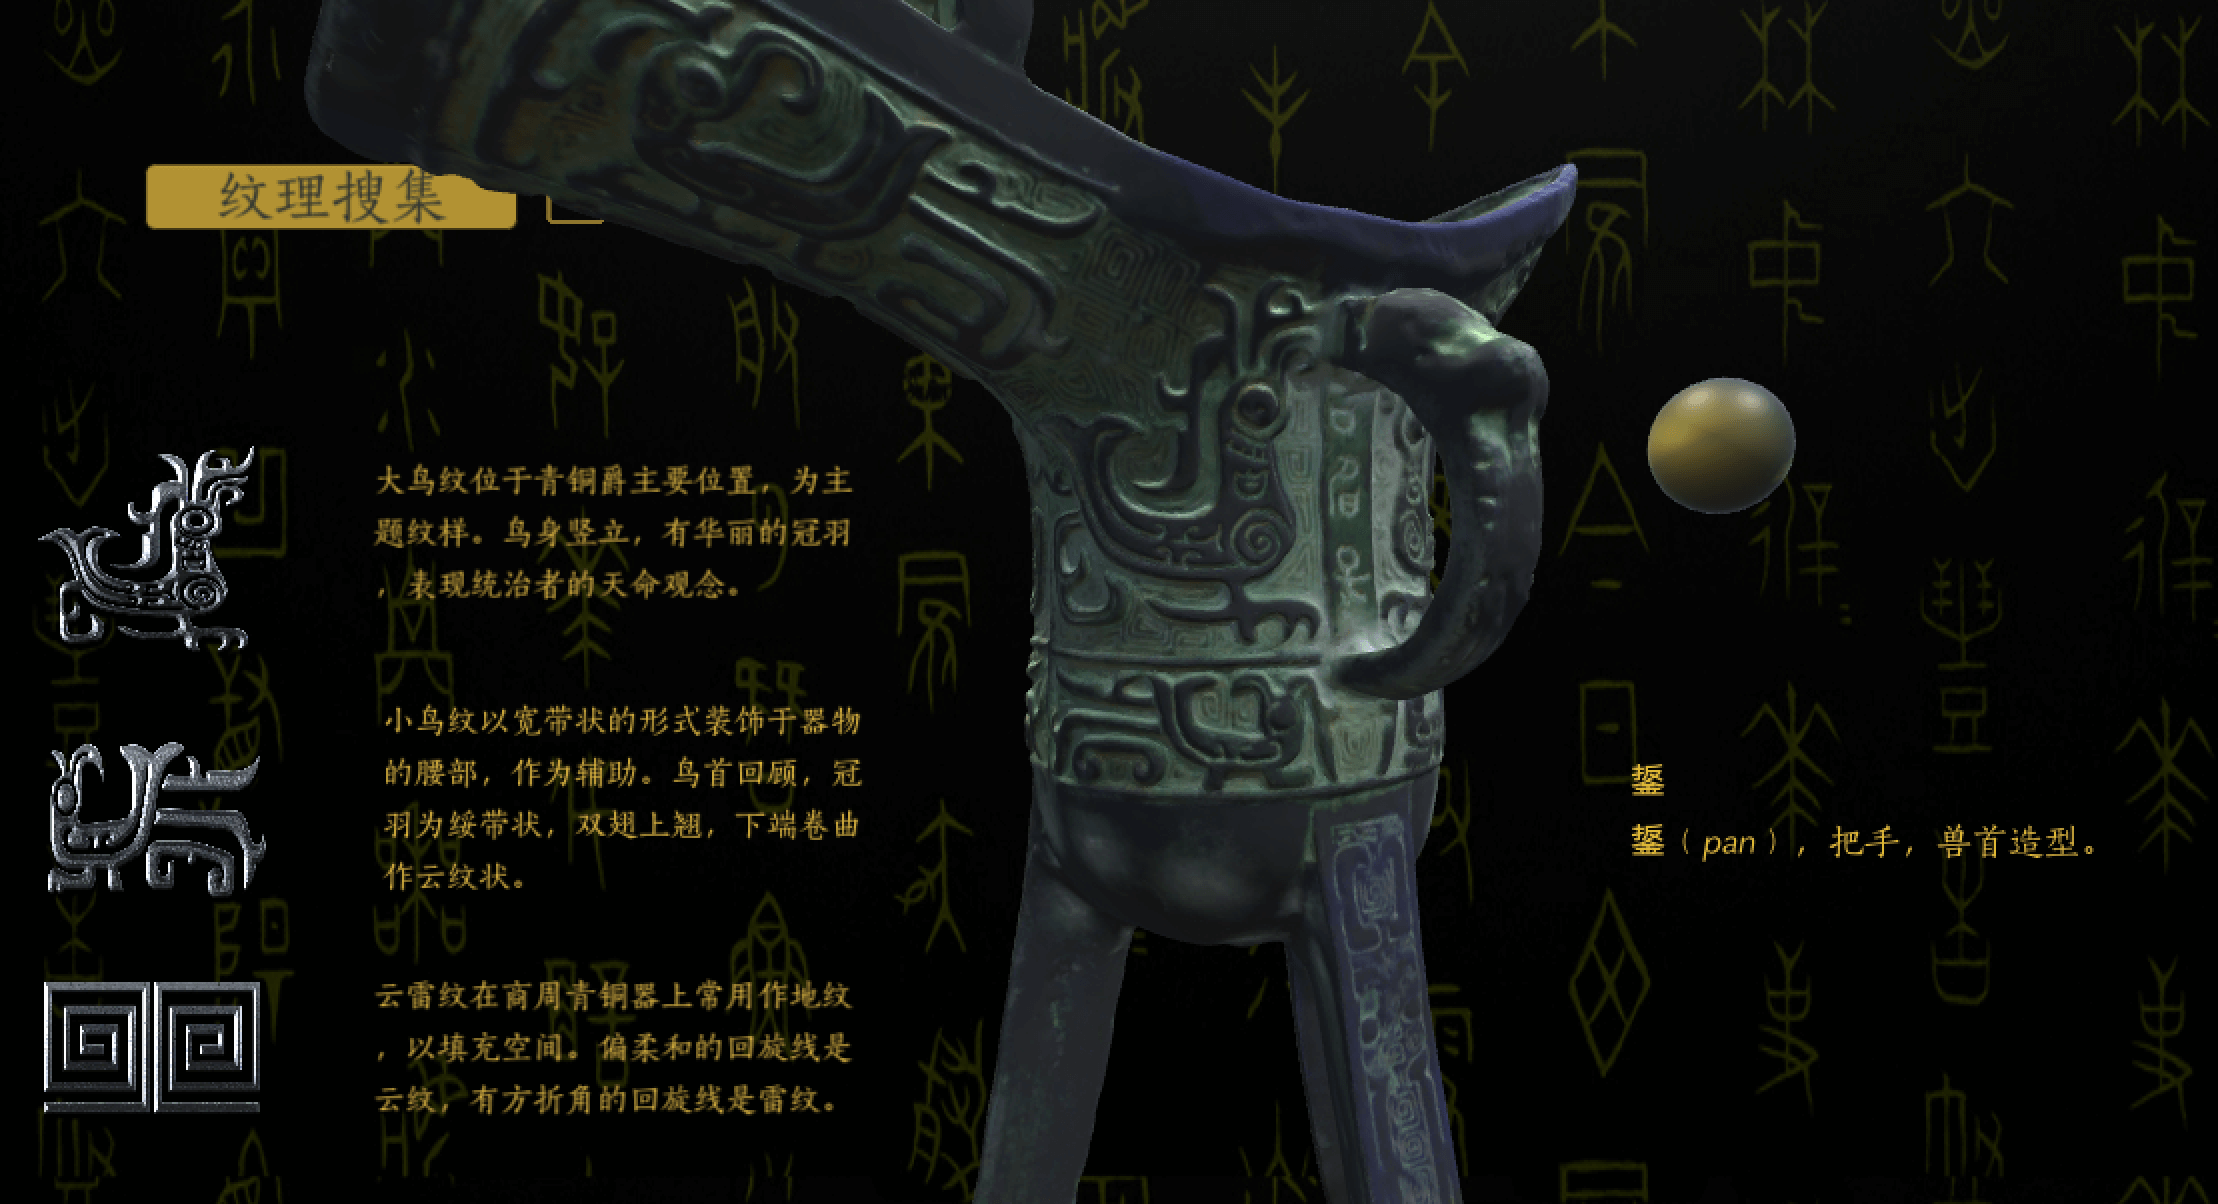 纹理搜集
大鸟纹位于青铜爵主要位置，为主
题纹样。鸟身竖立，有华丽的冠羽
，表现统治者的天命观念。
小鸟纹以宽带状的形式装饰于器物
的腰部，作为辅助。鸟首回顾，冠
羽为绥带状，双翅上翘，下端卷曲
作云纹状。
云雷纹在商周青铜器上常用作地纹
，以填充空间。偏柔和的回旋线是
云纹，有方折角的回旋线是雷纹。
鋬
鋬（pan），把手，兽首造型。